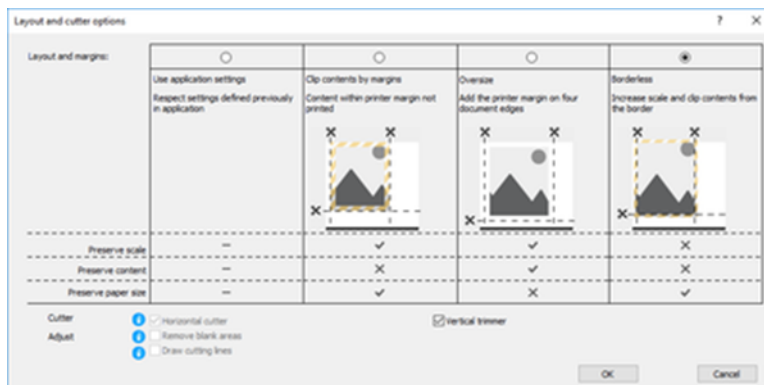 Layout and cutter options
Layout and margins:
Use application settings
Clip contents by margins
Oversize
Borderless
Respect settings defined previously
in application
Content within printer margin not
printed
Add the printer margin on four
document edges
Increase scale and clip contents from
the border
Preserve scale
Preserve content
Preserve paper size
Cutter
Horizontal cutter
Vertical trimmer
Adjust
Remove blank areas
Draw cutting lines
OK
Cancel